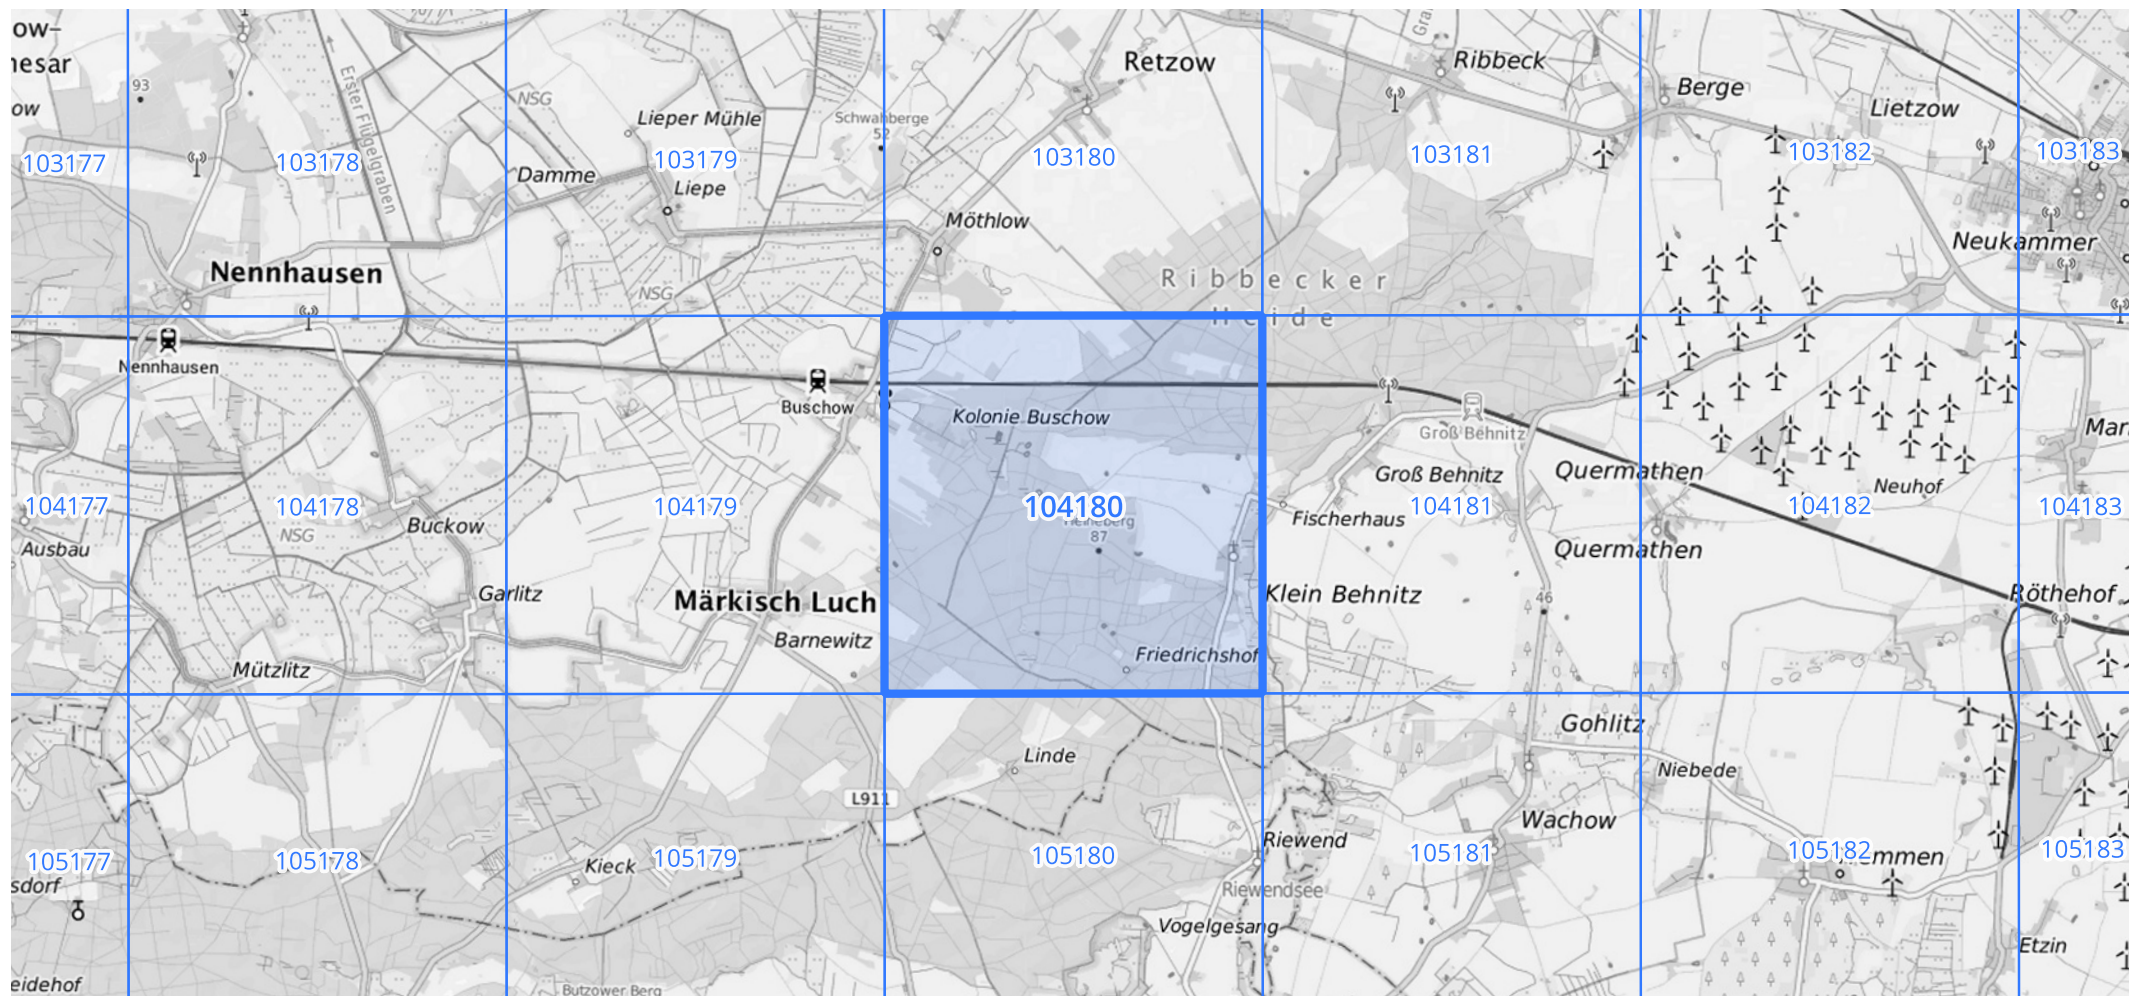 ow-
nesar
ow
93
Erster Flügelgraben
NSG
Lieper Mühle
Schwanberge
52
Retzow
Gra
Ribbeck
Berge
Lietzow
103177
103178
103179
103180
103181
103182
103183
Damme
Liepe
Möthlow
Neukammer
Nennhausen
NSG
Ribbecker
Heide
Nennhausen
Buschow
Kolonie Buschow
Groß Behnitz
Mar
Groß Behnitz
Quermathen
Neuhof
104177
104178
104179
104180
104181
104182
104183
Buckow
NSG
Heineberg
87
Fischerhaus
Ausbau
Quermathen
Garlitz
Märkisch Luch
Klein Behnitz
46
Röthehof
Barnewitz
Friedrichshof
Mützlitz
Gohlitz
Linde
Niebede
L911
Wachow
Riewend
105177
105178
105179
105180
105181
105182
105183
Kieck
emmen
sdorf
Riewendsee
Vogelgesang
Etzin
eidehof
Butzower Berg